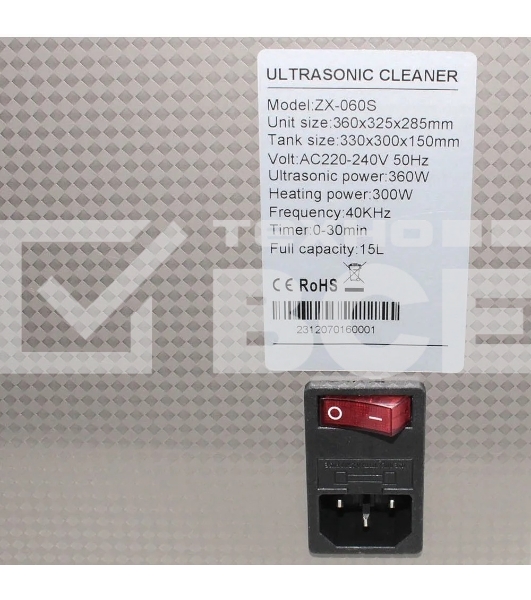 ULTRASONIC CLEANER
Model:ZX-060S
Unit size:360x325x285mm
Tank size:330x300x150mm
Volt:AC220-240V 50Hz
Ultrasonic power:360W
Heating power:300W
Frequency:40KHz
Timer:0-30min
Full capacity:15L
CE RoHS
2312070160001
ВСЕ